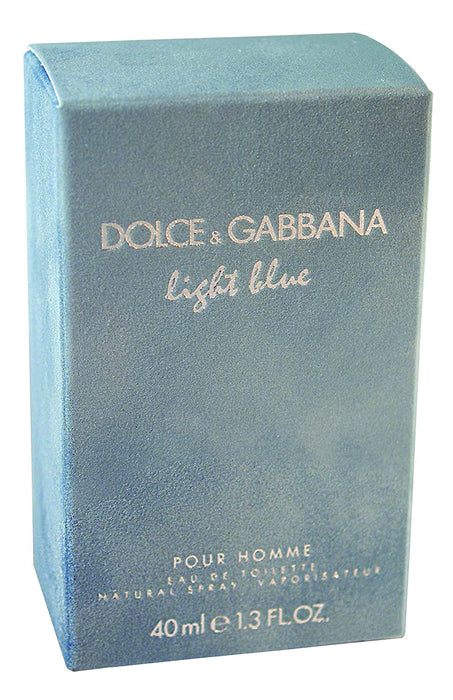 DOLCE & GABBANA
light blue
POUR HOMME
EAU DE TOILETTE
NATURAL SPRAY - VAPORISATEUR
40 ml e 1.3 FL.OZ.